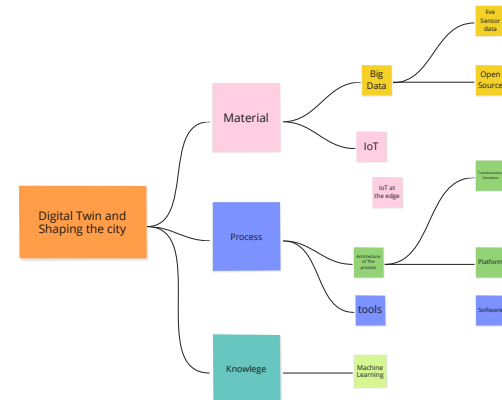 live
Sensor
data
Big
Data
Open
Source
Material
IoT
IoT at
the edge
Digital Twin and
Shaping the city
Process
Architecture
of The
process
Platform
tools
Software
Knowlege
Machine
Learning